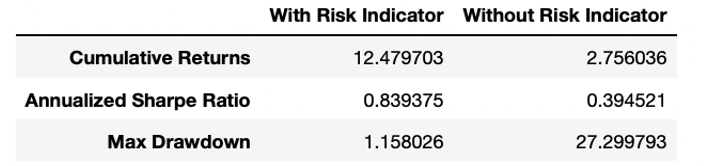 With Risk Indicator Without Risk Indicator
Cumulative Returns 12.479703 2.756036
Annualized Sharpe Ratio 0.839375 0.394521
Max Drawdown 1.158026 27.299793